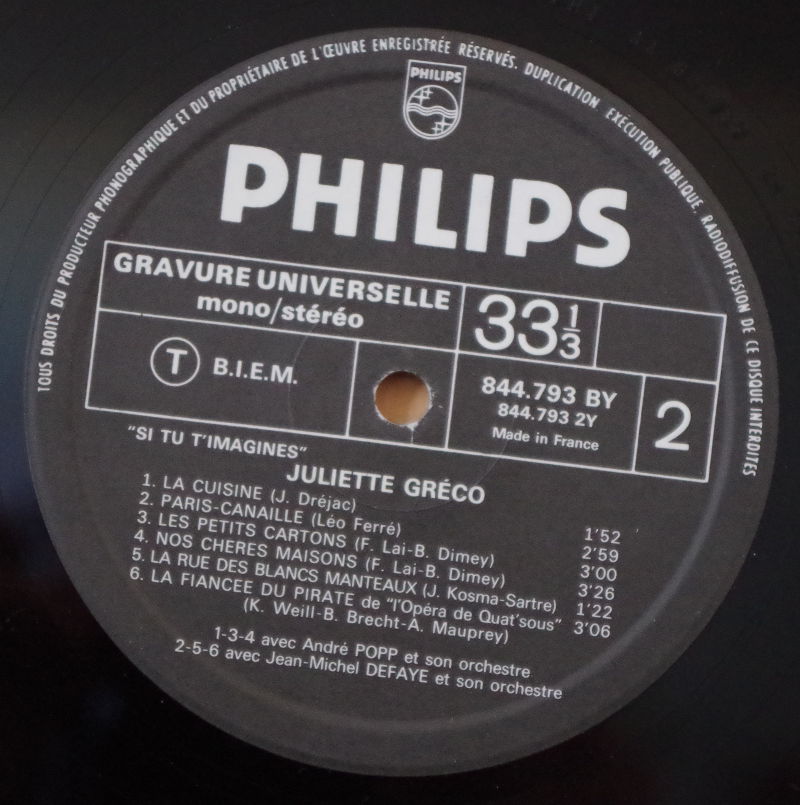 TOUS DROITS DU PRODUCTEUR PHONOGRAPHIQUE ET DU PROPRIÉTAIRE DE L'ŒUVRE ENREGISTRÉE RÉSERVÉS. DUPLICATION, EXÉCUTION PUBLIQUE, RADIODIFFUSION DE CE DISQUE INTERDITES
PHILIPS
PHILIPS
GRAVURE UNIVERSELLE
mono/stéréo
33 1/3
T B.I.E.M.
844.793 BY
844.793 2Y
Made in France
2
"SI TU T'IMAGINES"
JULIETTE GRÉCO
1. LA CUISINE (J. Dréjac) 1'52
2. PARIS-CANAILLE (Léo Ferré) 2'59
3. LES PETITS CARTONS (F. Lai-B. Dimey) 3'00
4. NOS CHERES MAISONS (F. Lai-B. Dimey) 3'26
5. LA RUE DES BLANCS MANTEAUX (J. Kosma-Sartre) 1'22
6. LA FIANCEE DU PIRATE de "l'Opéra de Quat'sous" 3'06
(K. Weill-B. Brecht-A. Mauprey)
1-3-4 avec André POPP et son orchestre
2-5-6 avec Jean-Michel DEFAYE et son orchestre